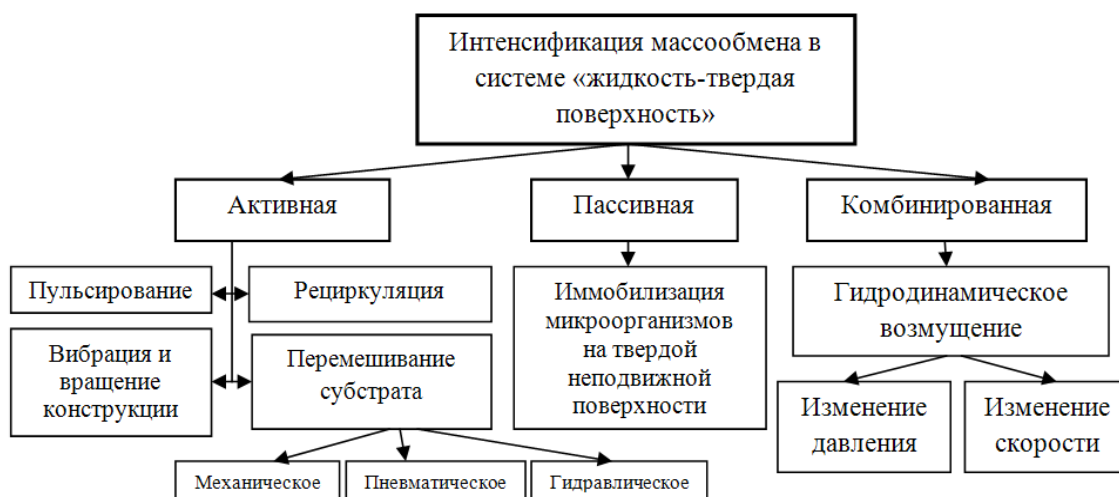 Интенсификация массообмена в
системе «жидкость-твердая
поверхность»
Активная
Пассивная
Комбинированная
Пульсирование
Рециркуляция
Вибрация и
вращение
конструкции
Перемешивание
субстрата
Механическое
Пневматическое
Гидравлическое
Иммобилизация
микроорганизмов
на твердой
неподвижной
поверхности
Гидродинамическое
возмущение
Изменение
давления
Изменение
скорости